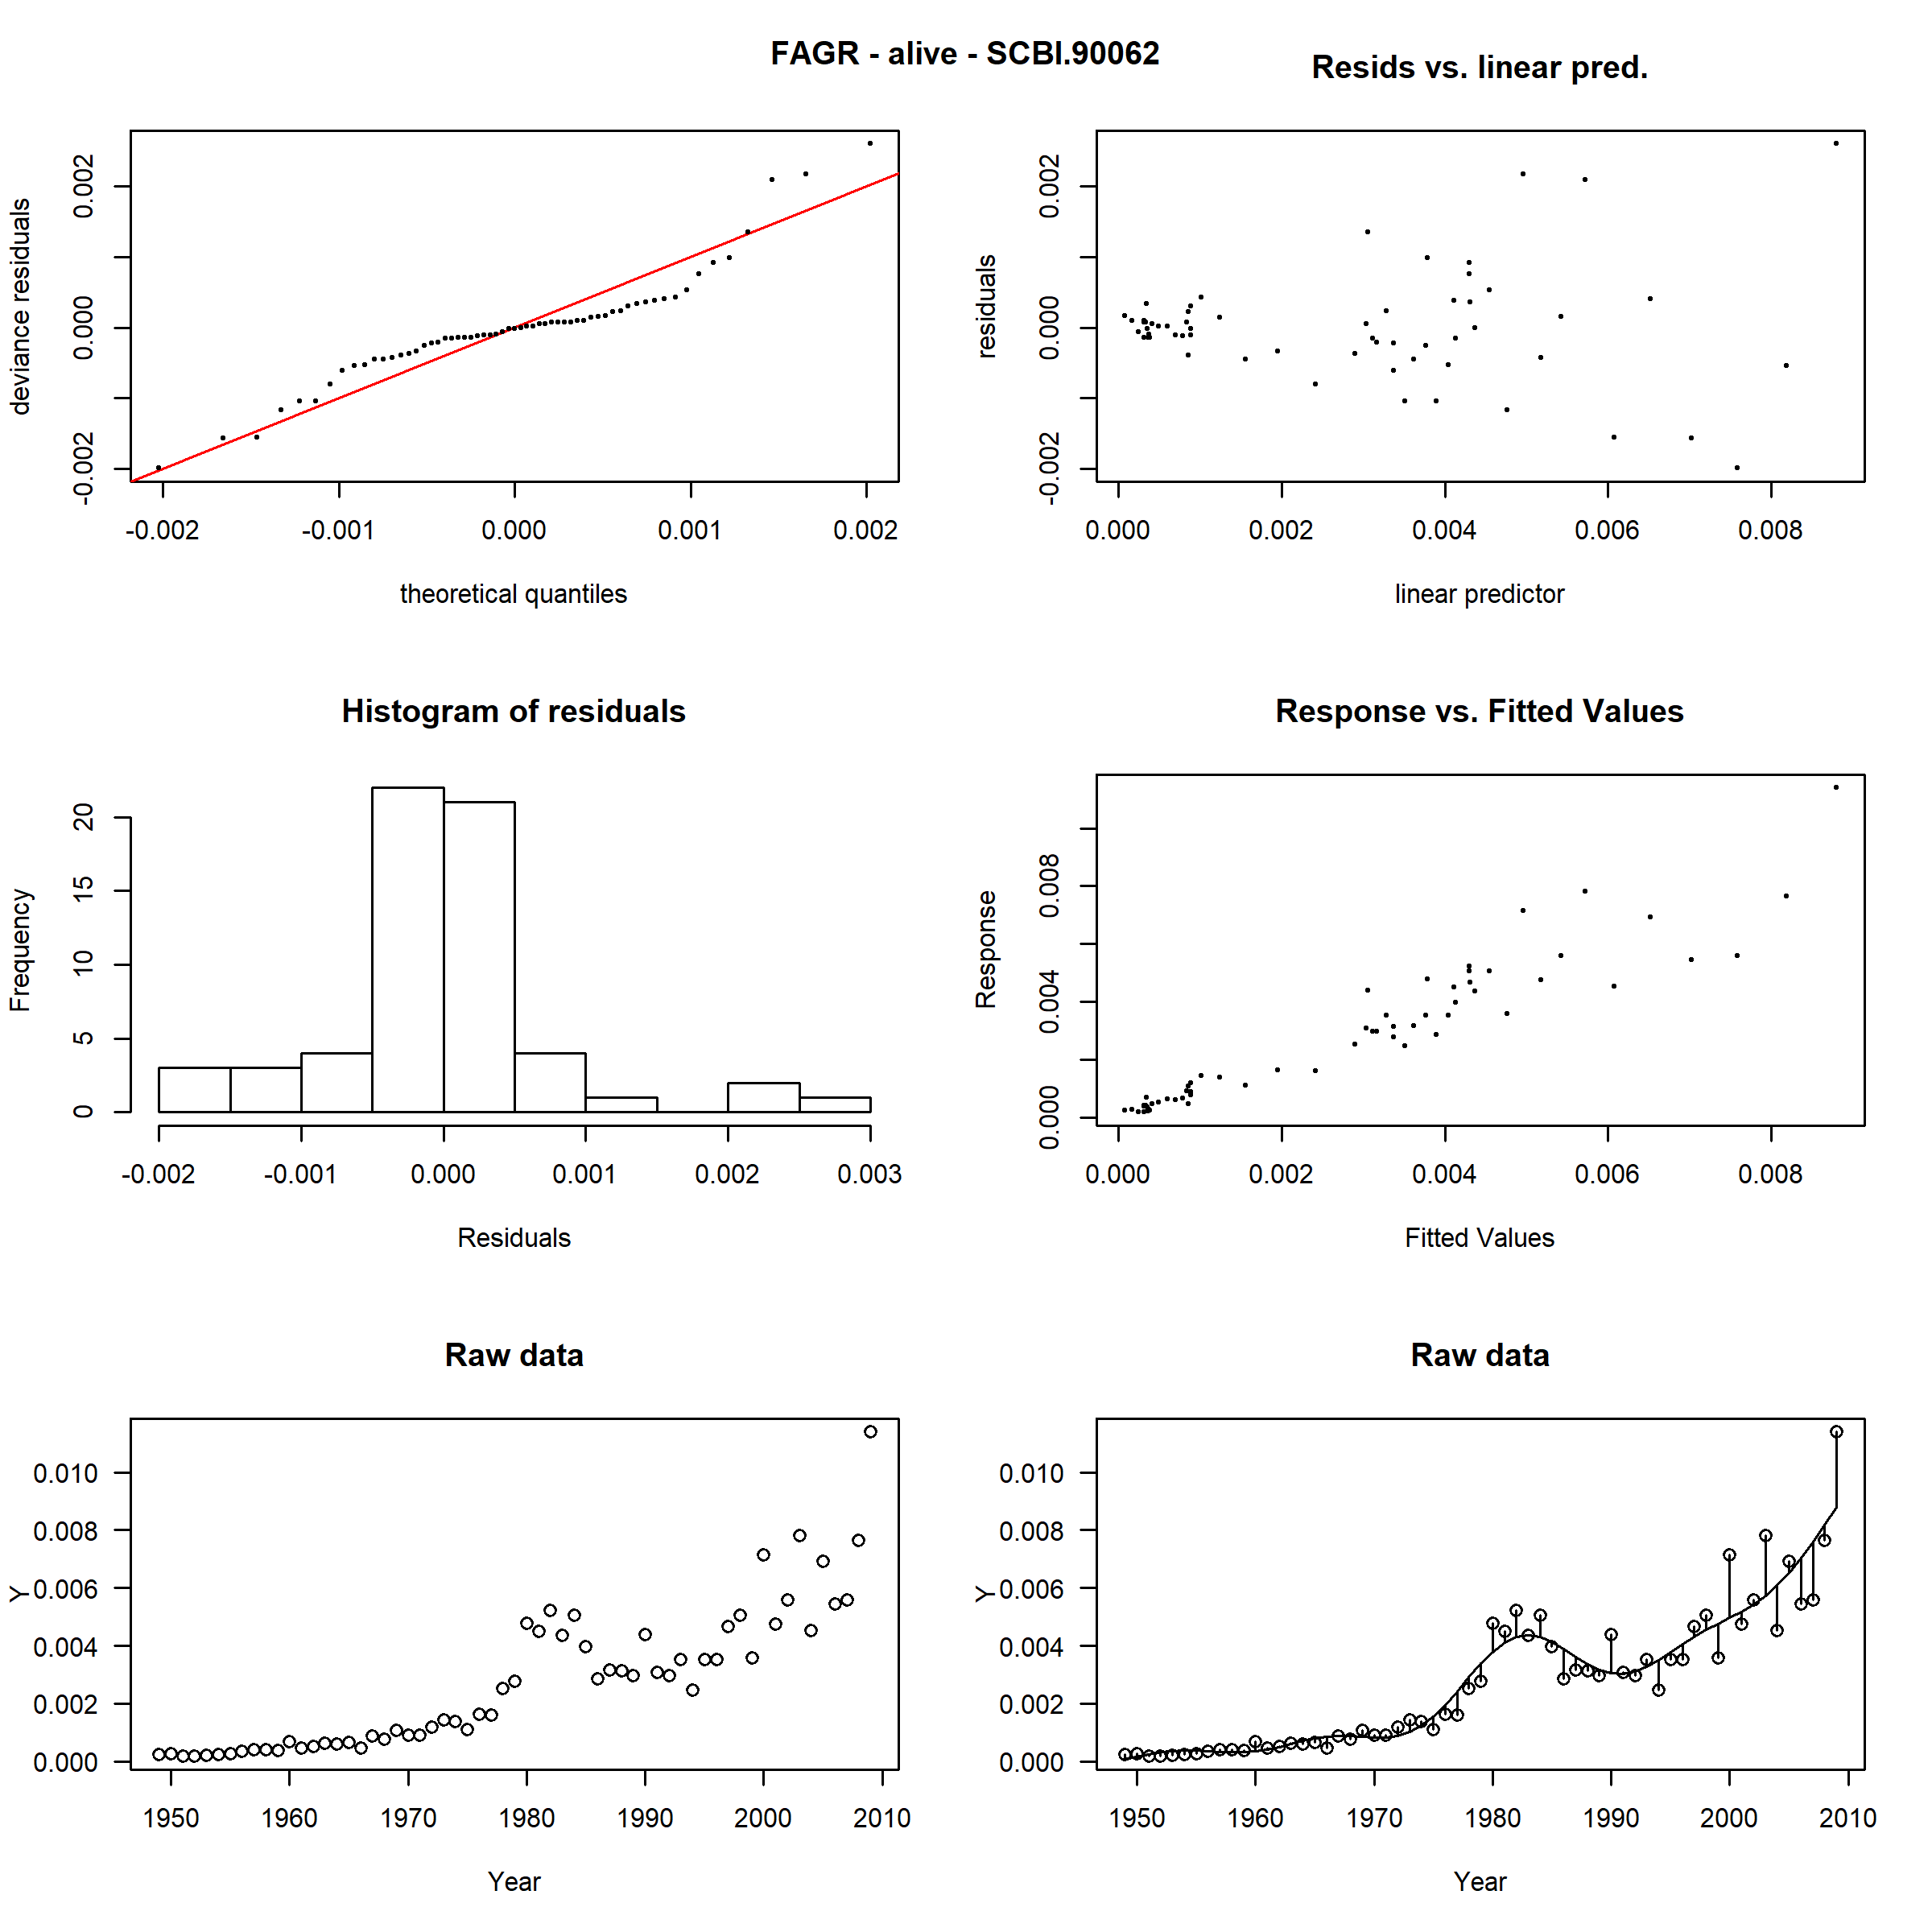 FAGR - alive - SCBI.90062
Resids vs. linear pred.
deviance residuals
0.002
0.000
-0.002
-0.002 -0.001 0.000 0.001 0.002
theoretical quantiles
residuals
0.002
0.000
-0.002
0.000 0.002 0.004 0.006 0.008
linear predictor
Histogram of residuals
Frequency
20
15
10
5
0
-0.002 -0.001 0.000 0.001 0.002 0.003
Residuals
Response vs. Fitted Values
Response
0.008
0.004
0.000
0.000 0.002 0.004 0.006 0.008
Fitted Values
Raw data
Y
0.010
0.008
0.006
0.004
0.002
0.000
1950 1960 1970 1980 1990 2000 2010
Year
Raw data
Y
0.010
0.008
0.006
0.004
0.002
0.000
1950 1960 1970 1980 1990 2000 2010
Year